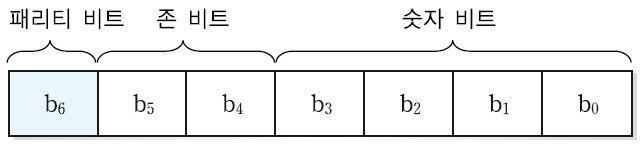 패리티 비트 존 비트 숫자 비트
b₆ b₅ b₄ b₃ b₂ b₁ b₀